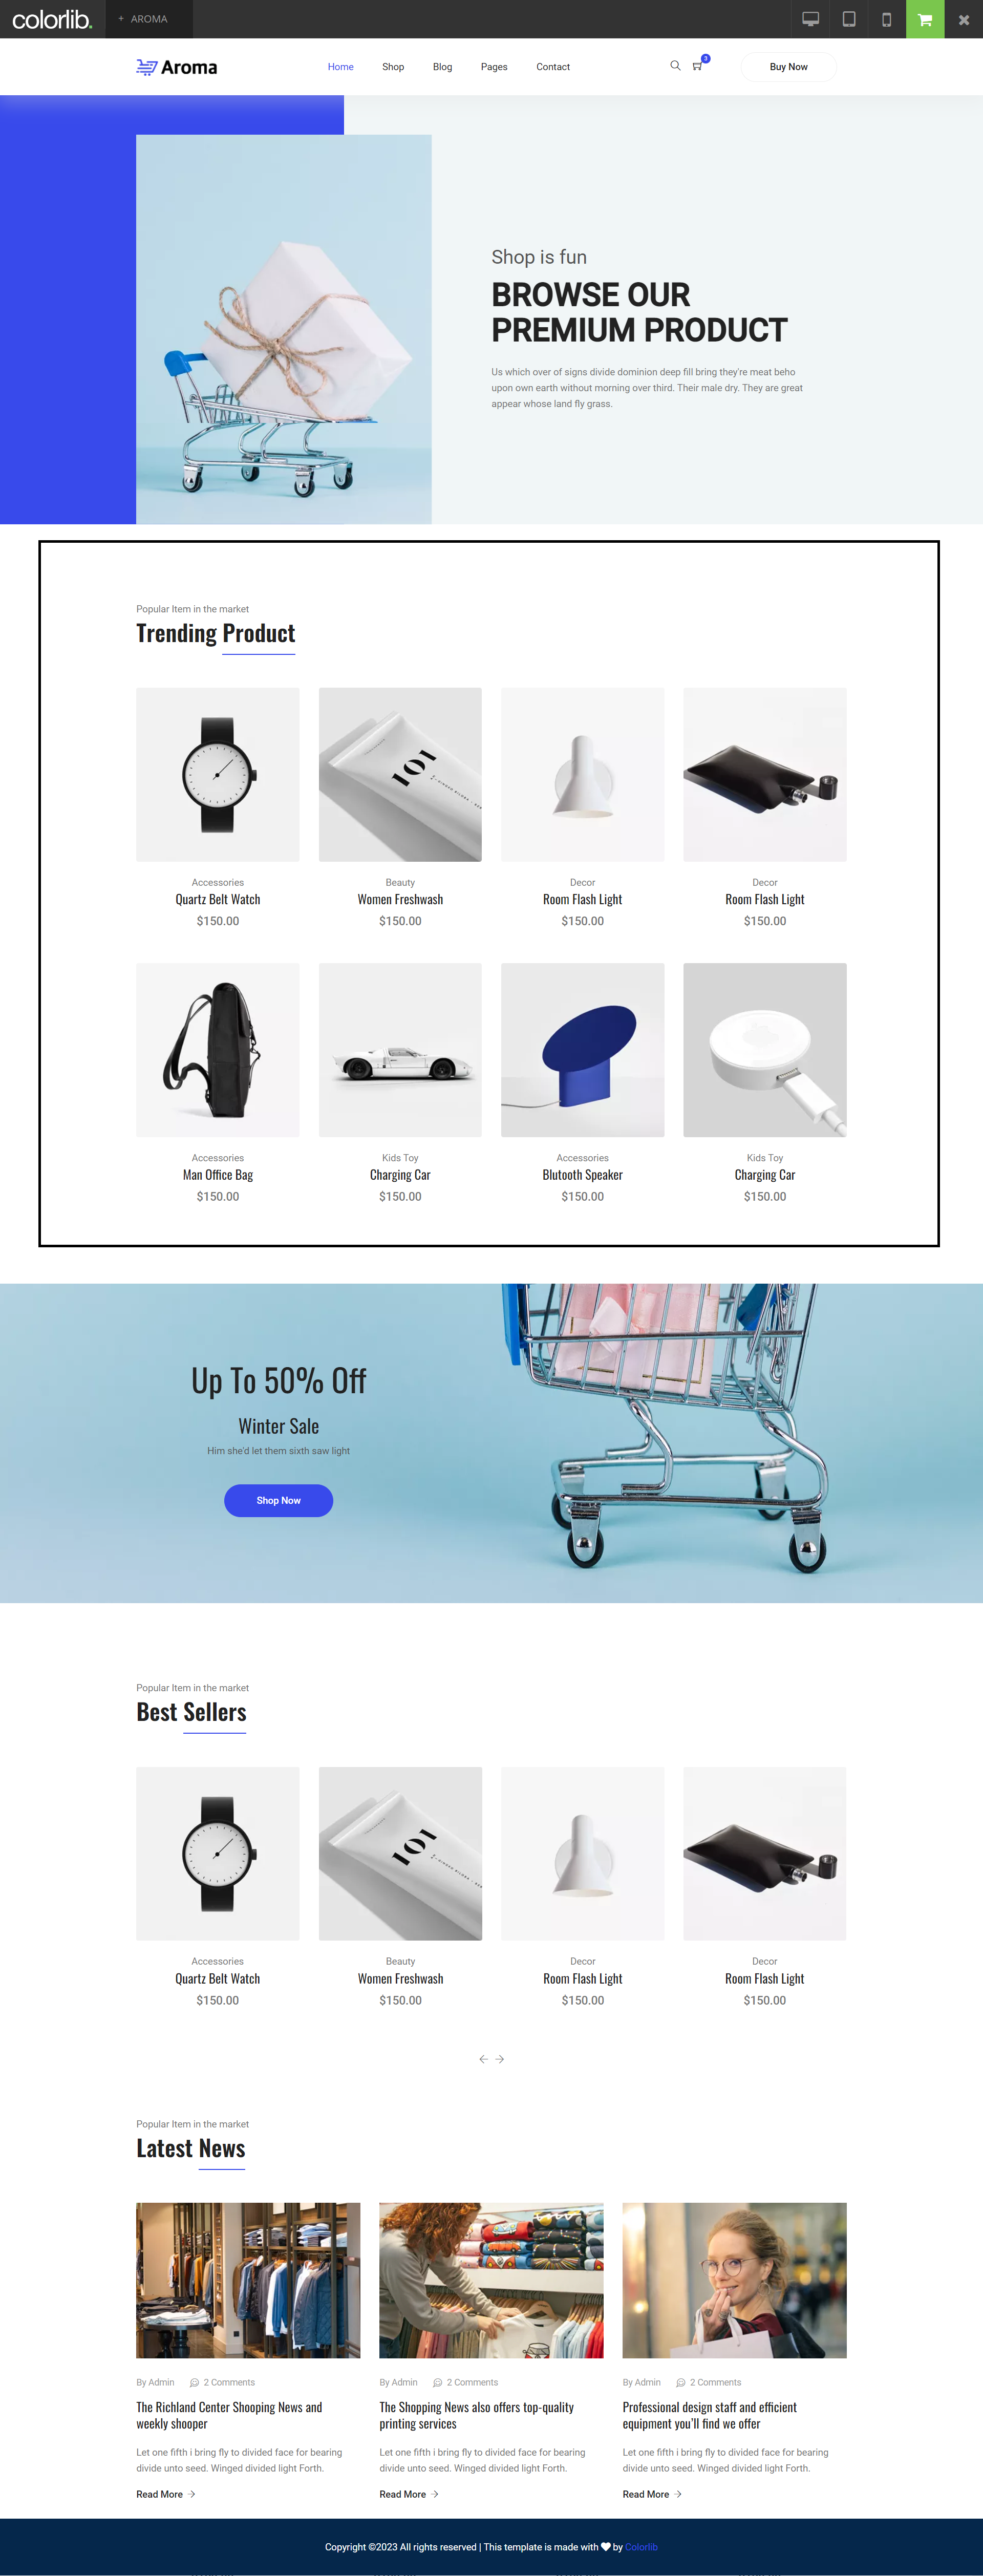 colorlib.
+ AROMA
Aroma
Home
Shop
Blog
Pages
Contact
3
Buy Now
Shop is fun
BROWSE OUR
PREMIUM PRODUCT
Us which over of signs divide dominion deep fill bring they're meat beho
upon own earth without morning over third. Their male dry. They are great
appear whose land fly grass.
Popular Item in the market
Trending Product
101
Accessories
Quartz Belt Watch
$150.00
Beauty
Women Freshwash
$150.00
Decor
Room Flash Light
$150.00
Decor
Room Flash Light
$150.00
Accessories
Man Office Bag
$150.00
Kids Toy
Charging Car
$150.00
Accessories
Blutooth Speaker
$150.00
Kids Toy
Charging Car
$150.00
Up To 50% Off
Winter Sale
Him she'd let them sixth saw light
Shop Now
Popular Item in the market
Best Sellers
101
Accessories
Quartz Belt Watch
$150.00
Beauty
Women Freshwash
$150.00
Decor
Room Flash Light
$150.00
Decor
Room Flash Light
$150.00
Popular Item in the market
Latest News
By Admin
2 Comments
The Richland Center Shooping News and
weekly shooper
Let one fifth i bring fly to divided face for bearing
divide unto seed. Winged divided light Forth.
Read More
By Admin
2 Comments
The Shopping News also offers top-quality
printing services
Let one fifth i bring fly to divided face for bearing
divide unto seed. Winged divided light Forth.
Read More
By Admin
2 Comments
Professional design staff and efficient
equipment you'll find we offer
Let one fifth i bring fly to divided face for bearing
divide unto seed. Winged divided light Forth.
Read More
Copyright ©2023 All rights reserved | This template is made with by Colorlib